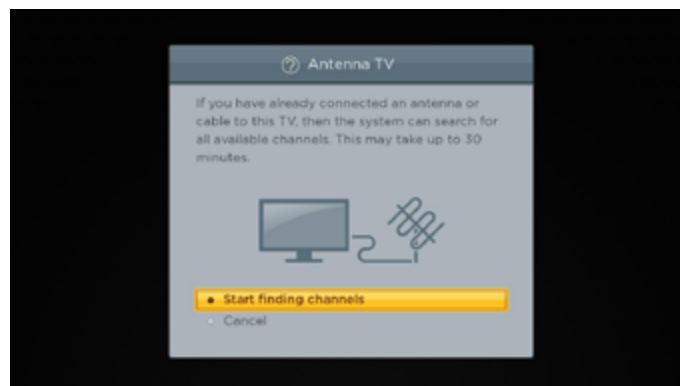 Antenna TV
If you have already connected an antenna or
cable to this TV, then the system can search for
all available channels. This may take up to 30
minutes.
Start finding channels
Cancel